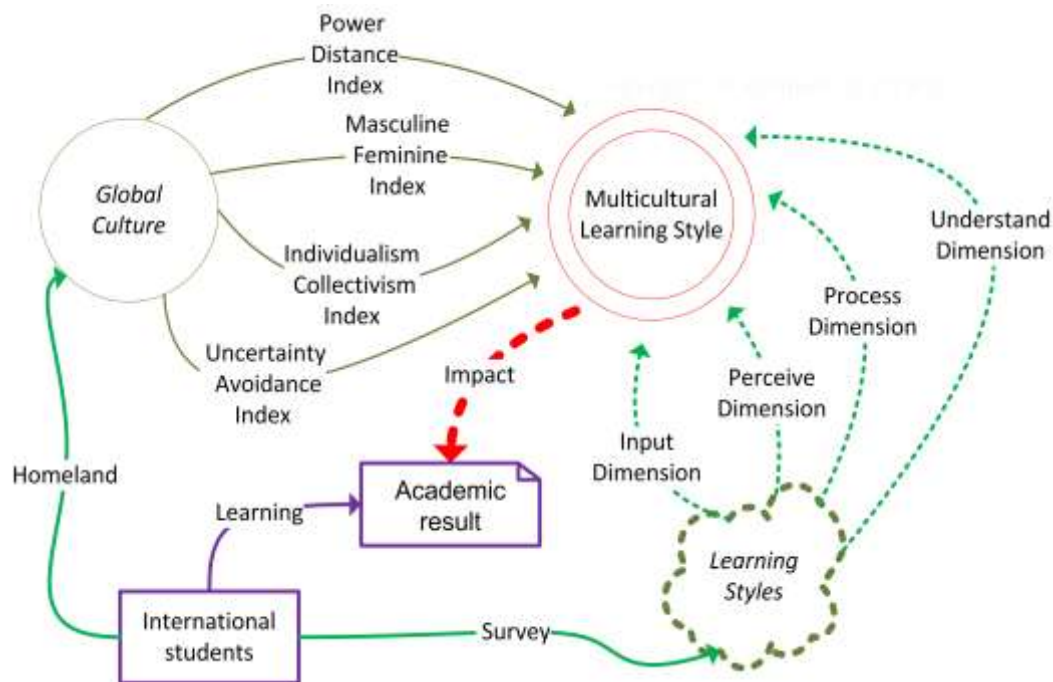 Power
Distance
Index
Masculine
Feminine
Index
Global
Culture
Multicultural
Learning Style
Understand
Dimension
Individualism
Collectivism
Index
Process
Dimension
Uncertainty
Avoidance
Index
Impact
Perceive
Dimension
Input
Dimension
Homeland
Learning
Academic
result
Learning
Styles
International
students
Survey